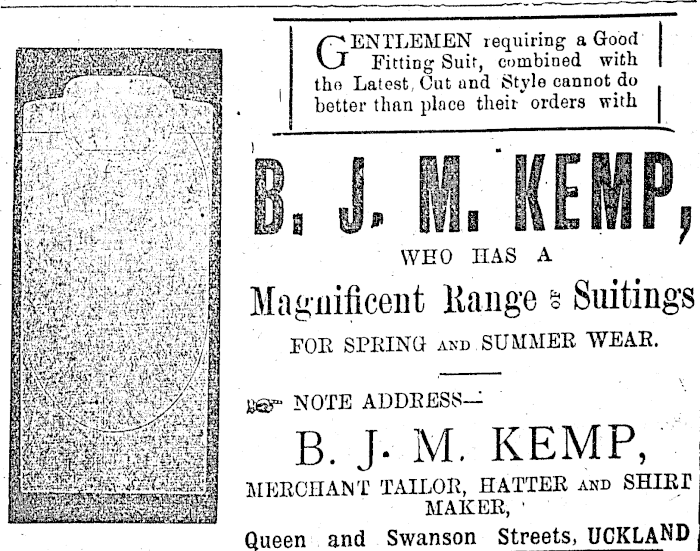 GENTLEMEN requiring a Good
Fitting Suit, combined with
the Latest Cut and Style cannot do
better than place their orders with
B. J. M. KEMP,
WHO HAS A
Magnificent Range of Suitings
FOR SPRING AND SUMMER WEAR.
NOTE ADDRESS—
B. J. M. KEMP,
MERCHANT TAILOR, HATTER AND SHIRT
MAKER,
Queen and Swanson Streets, UCKLAND